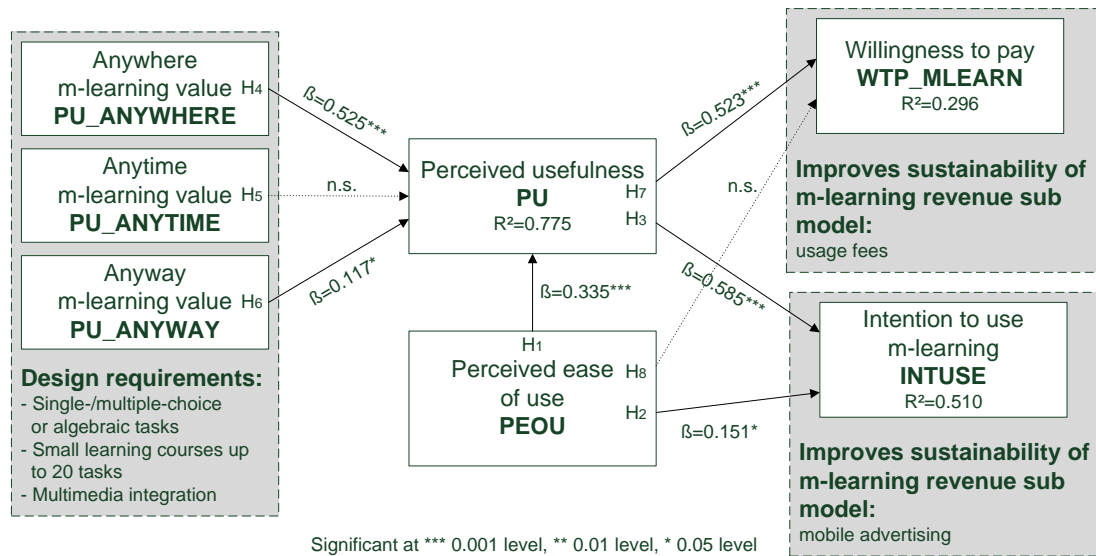 Anywhere
m-learning value
PU_ANYWHERE
H4
Anytime
m-learning value
PU_ANYTIME
H5
Anyway
m-learning value
PU_ANYWAY
H6
Design requirements:
- Single-/multiple-choice
or algebraic tasks
- Small learning courses up
to 20 tasks
- Multimedia integration
ß=0.525***
n.s.
ß=0.117*
Perceived usefulness
PU
R²=0.775
H7
H3
ß=0.335***
H1
Perceived ease
of use
PEOU
H8
H2
ß=0.523***
n.s.
ß=0.585***
ß=0.151*
Willingness to pay
WTP_MLEARN
R²=0.296
Improves sustainability of
m-learning revenue sub
model:
usage fees
Intention to use
m-learning
INTUSE
R²=0.510
Improves sustainability of
m-learning revenue sub
model:
mobile advertising
Significant at *** 0.001 level, ** 0.01 level, * 0.05 level